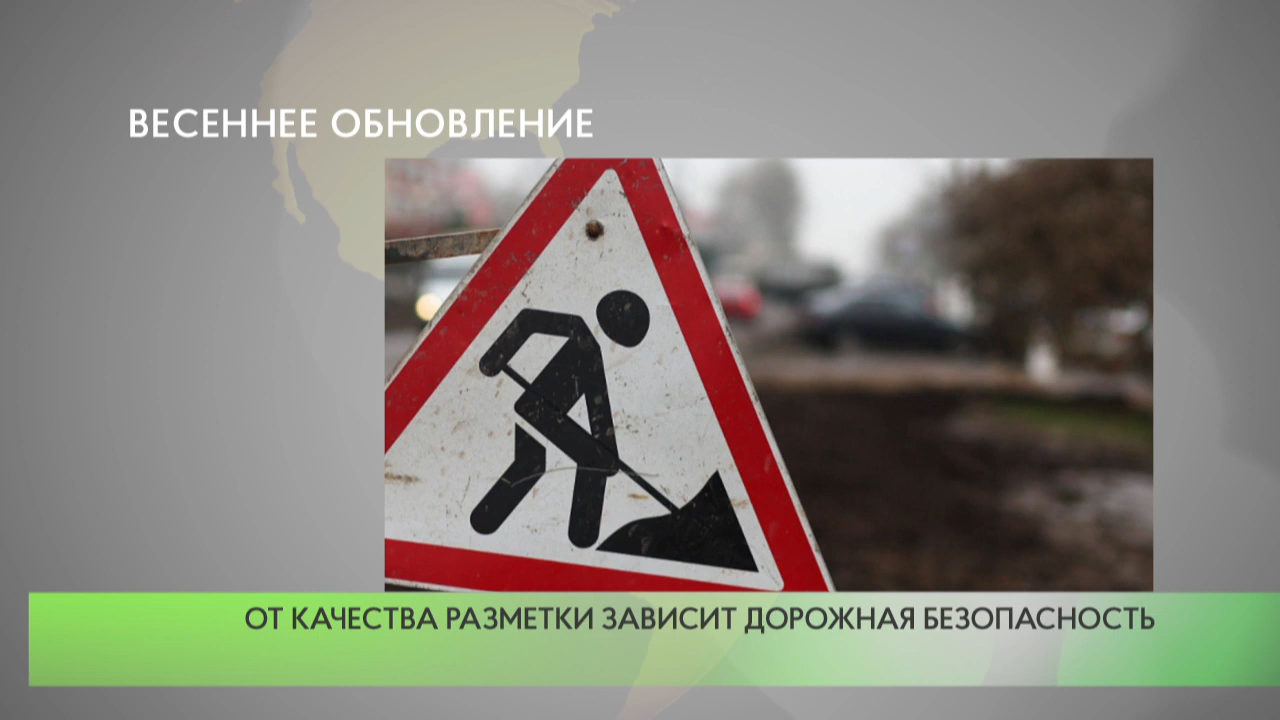 ВЕСЕННЕЕ ОБНОВЛЕНИЕ
ОТ КАЧЕСТВА РАЗМЕТКИ ЗАВИСИТ ДОРОЖНАЯ БЕЗОПАСНОСТЬ